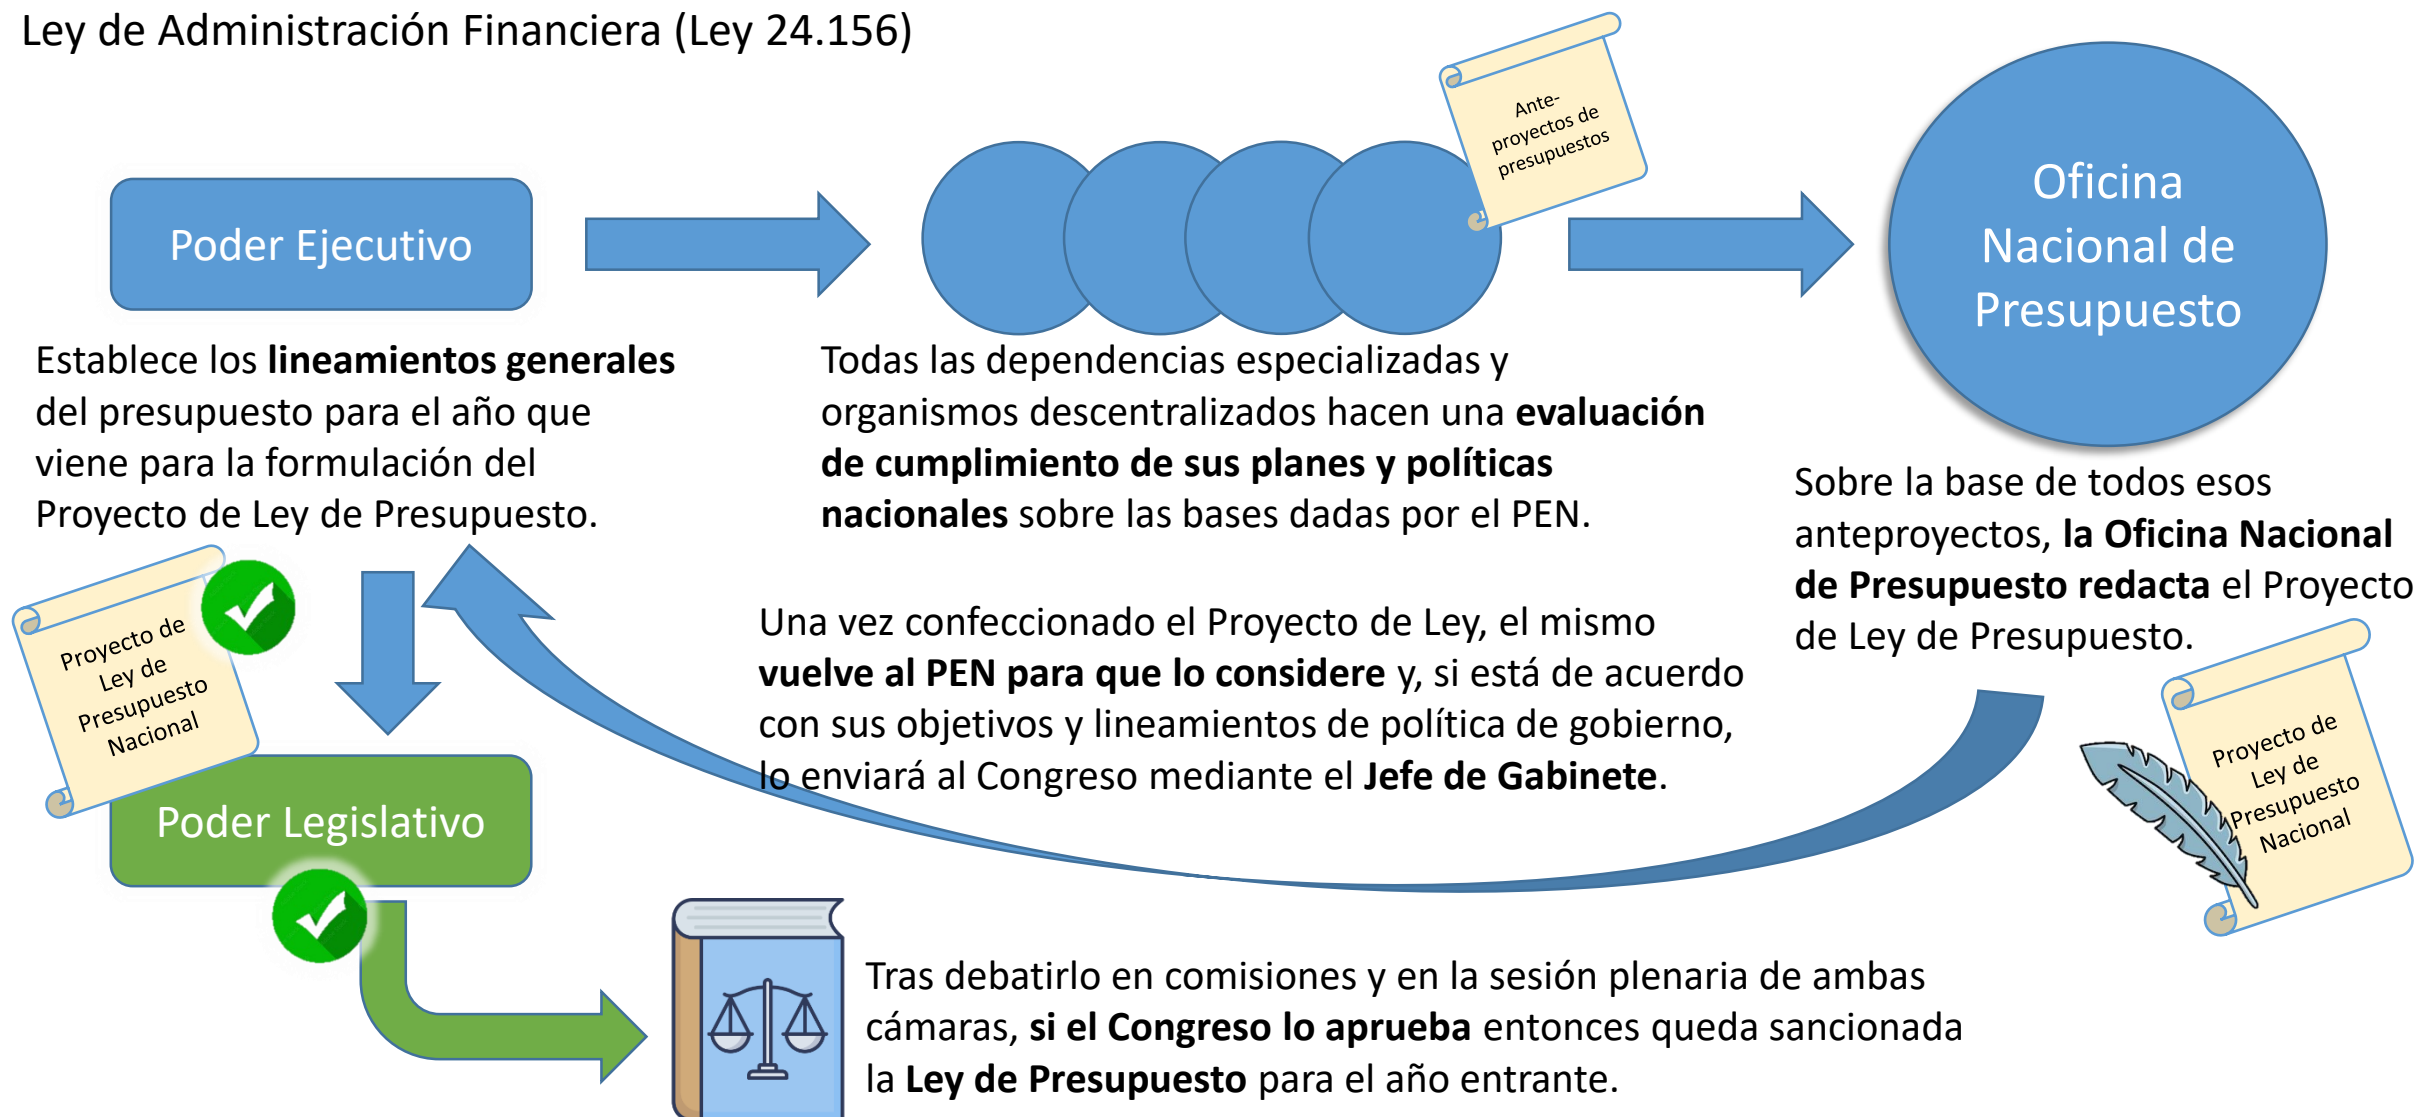 Ley de Administración Financiera (Ley 24.156)
Poder Ejecutivo
Establece los lineamientos generales
del presupuesto para el año que
viene para la formulación del
Proyecto de Ley de Presupuesto.
Ante-
proyectos de
presupuestos
Todas las dependencias especializadas y
organismos descentralizados hacen una evaluación
de cumplimiento de sus planes y políticas
nacionales sobre las bases dadas por el PEN.
Oficina
Nacional de
Presupuesto
Sobre la base de todos esos
anteproyectos, la Oficina Nacional
de Presupuesto redacta el Proyecto
de Ley de Presupuesto.
Proyecto de
Ley de
Presupuesto
Nacional
Una vez confeccionado el Proyecto de Ley, el mismo
vuelve al PEN para que lo considere y, si está de acuerdo
con sus objetivos y lineamientos de política de gobierno,
lo enviará al Congreso mediante el Jefe de Gabinete.
Proyecto de
Ley de
Presupuesto
Nacional
Poder Legislativo
Tras debatirlo en comisiones y en la sesión plenaria de ambas
cámaras, si el Congreso lo aprueba entonces queda sancionada
la Ley de Presupuesto para el año entrante.